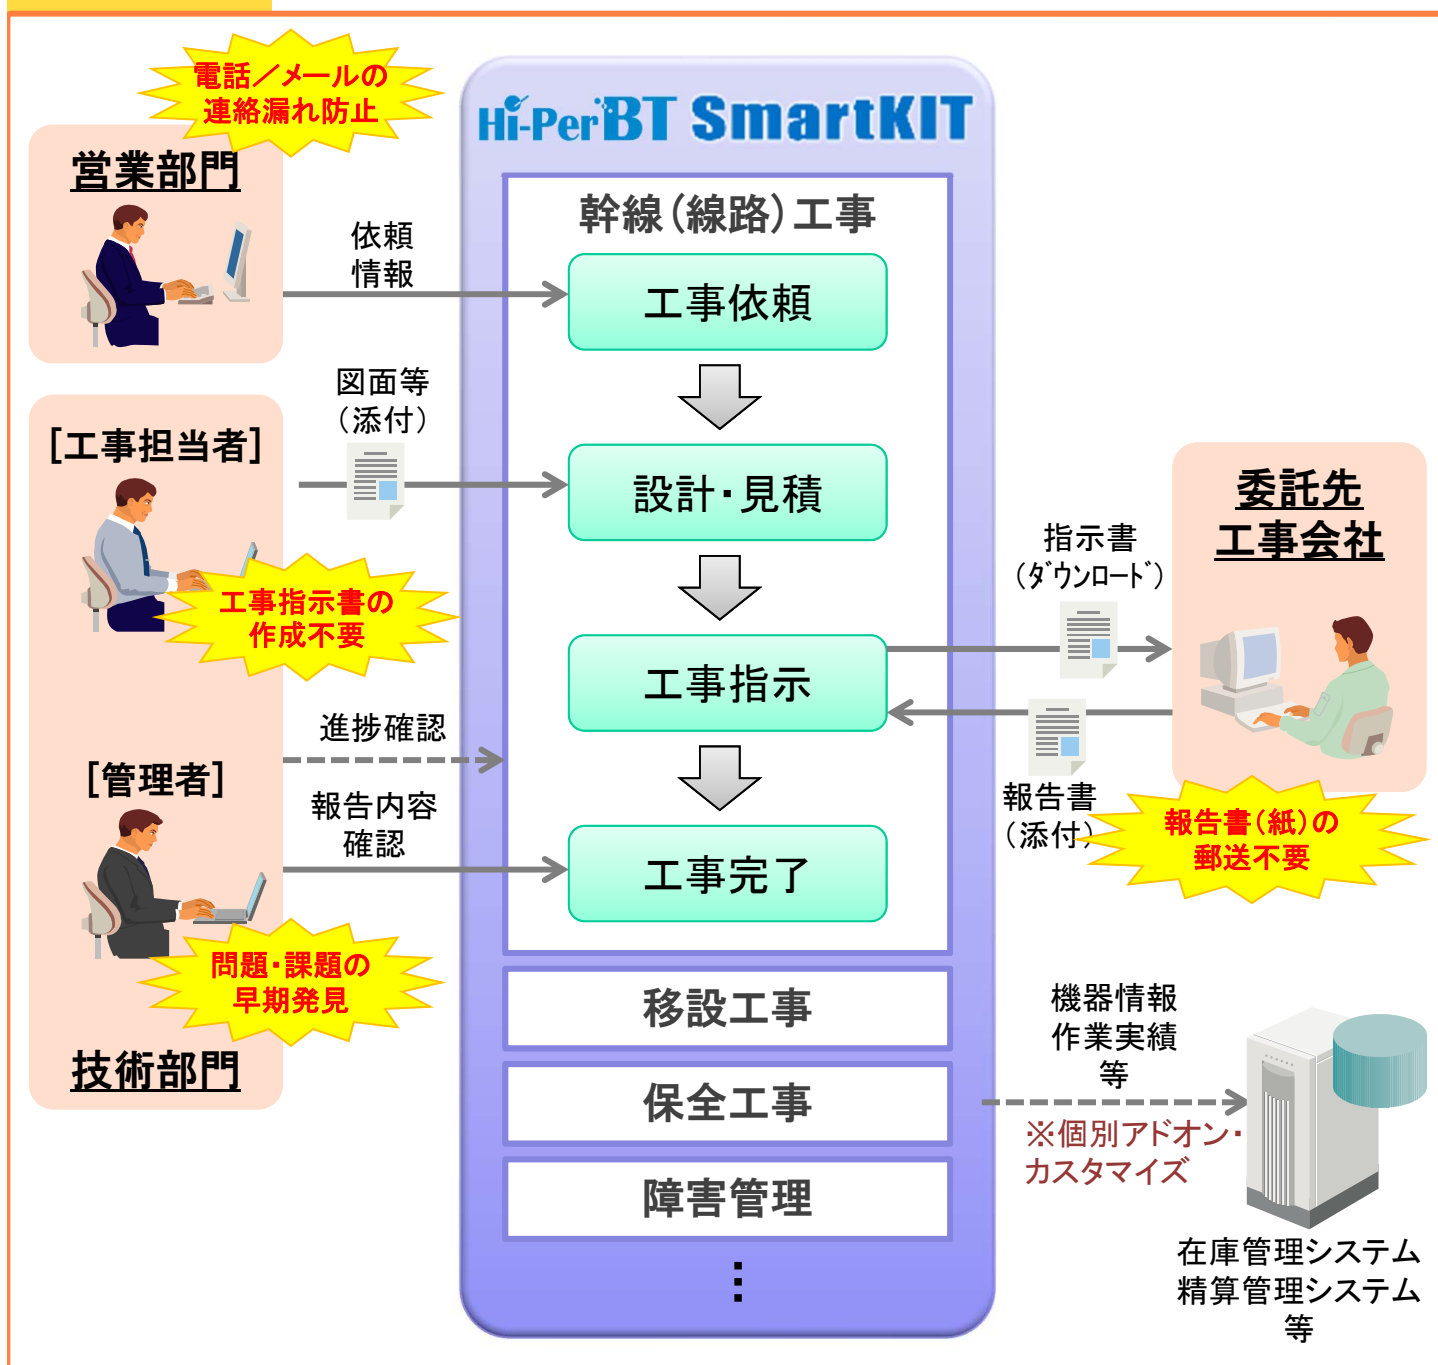 電話／メールの
連絡漏れ防止
営業部門
依頼
情報
Hi-PerBT SmartKIT
幹線（線路）工事
工事依頼
図面等
（添付）
[工事担当者]
設計・見積
工事指示書の
作成不要
指示書
（ﾀﾞｳﾝﾛｰﾄﾞ）
委託先
工事会社
工事指示
進捗確認
[管理者]
報告内容
確認
報告書
（添付）
報告書（紙）の
郵送不要
工事完了
問題・課題の
早期発見
技術部門
移設工事
保全工事
障害管理
⋮
機器情報
作業実績
等
※個別アドオン・
カスタマイズ
在庫管理システム
精算管理システム
等